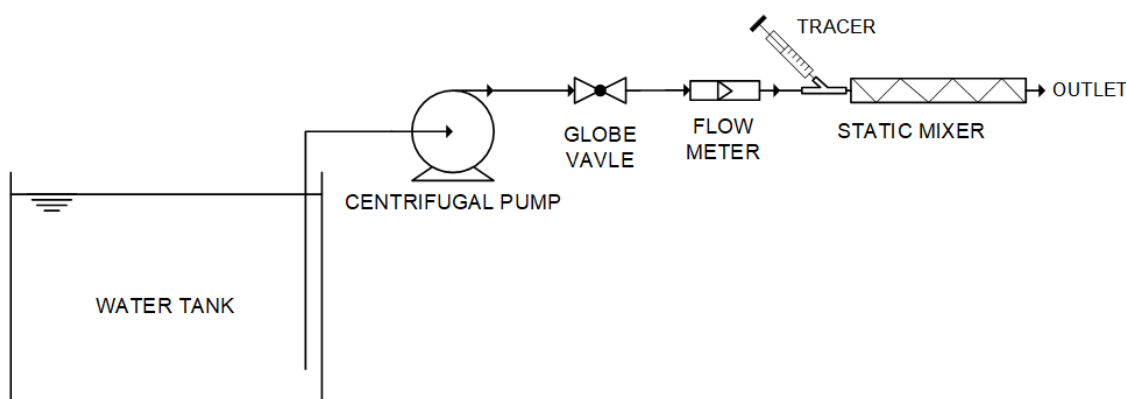 TRACER
OUTLET
GLOBE
VAVLE
FLOW
METER
STATIC MIXER
CENTRIFUGAL PUMP
WATER TANK